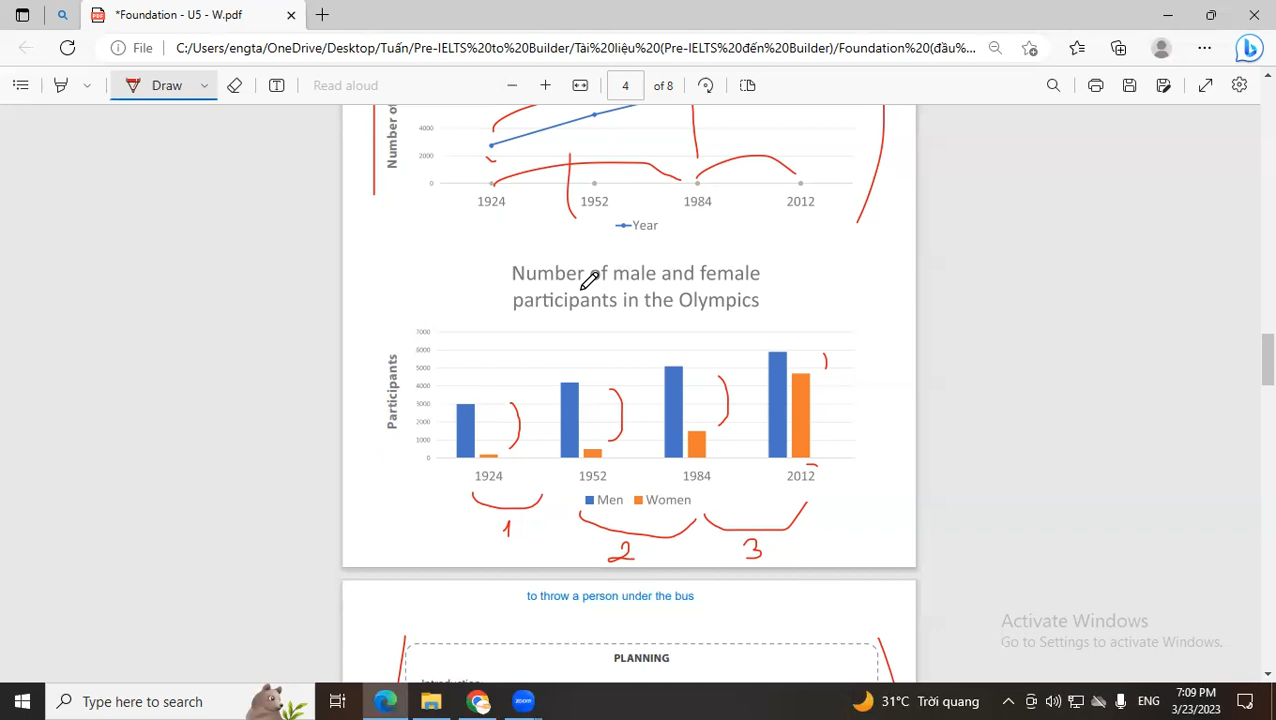 *Foundation - U5 - W.pdf
File
C:/Users/engta/OneDrive/Desktop/Tuấn/Pre-IELTS%20to%20Builder/Tài%20liệu%20(Pre-IELTS%20đến%20Builder)/Foundation%20(đầu%...
Draw
Read aloud
4
of 8
Number of
4000
2000
0
1924
1952
1984
2012
Year
Number of male and female
participants in the Olympics
Participants
7000
6000
5000
4000
3000
2000
1000
0
1924
1952
1984
2012
Men
Women
1
2
3
to throw a person under the bus
Activate Windows
Go to Settings to activate Windows.
PLANNING
Type here to search
zoom
31°C Trời quang
ENG
7:09 PM
3/23/2023